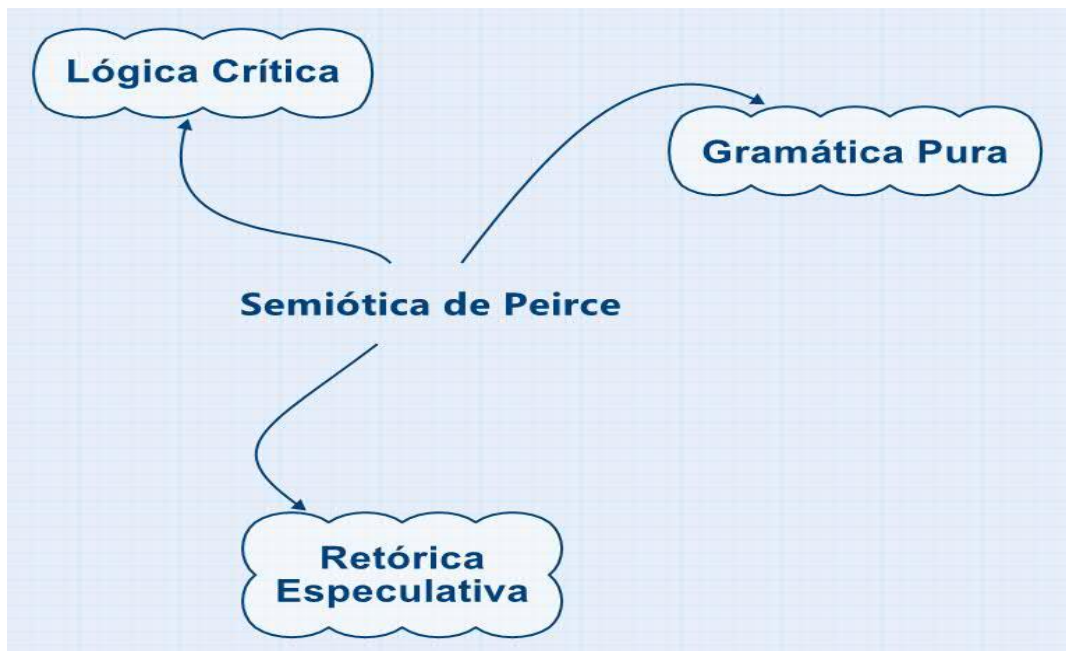 Lógica Crítica
Gramática Pura
Semiótica de Peirce
Retórica
Especulativa